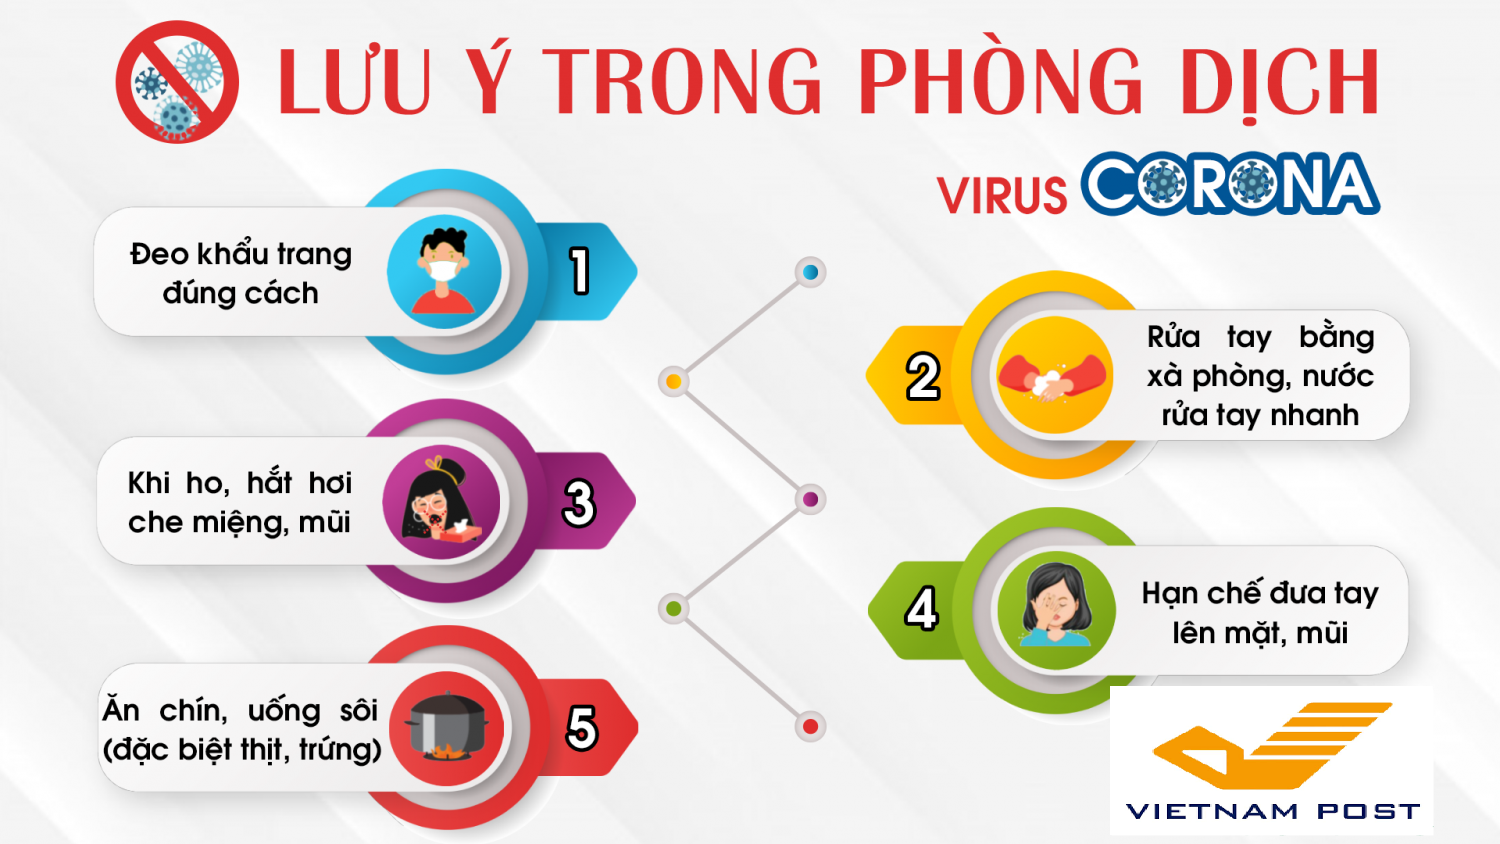 LƯU Ý TRONG PHÒNG DỊCH
VIRUS CORONA
Đeo khẩu trang
đúng cách
1
2
Rửa tay bằng
xà phòng, nước
rửa tay nhanh
Khi ho, hắt hơi
che miệng, mũi
3
4
Hạn chế đưa tay
lên mặt, mũi
Ăn chín, uống sôi
(đặc biệt thịt, trứng)
5
VIETNAM POST